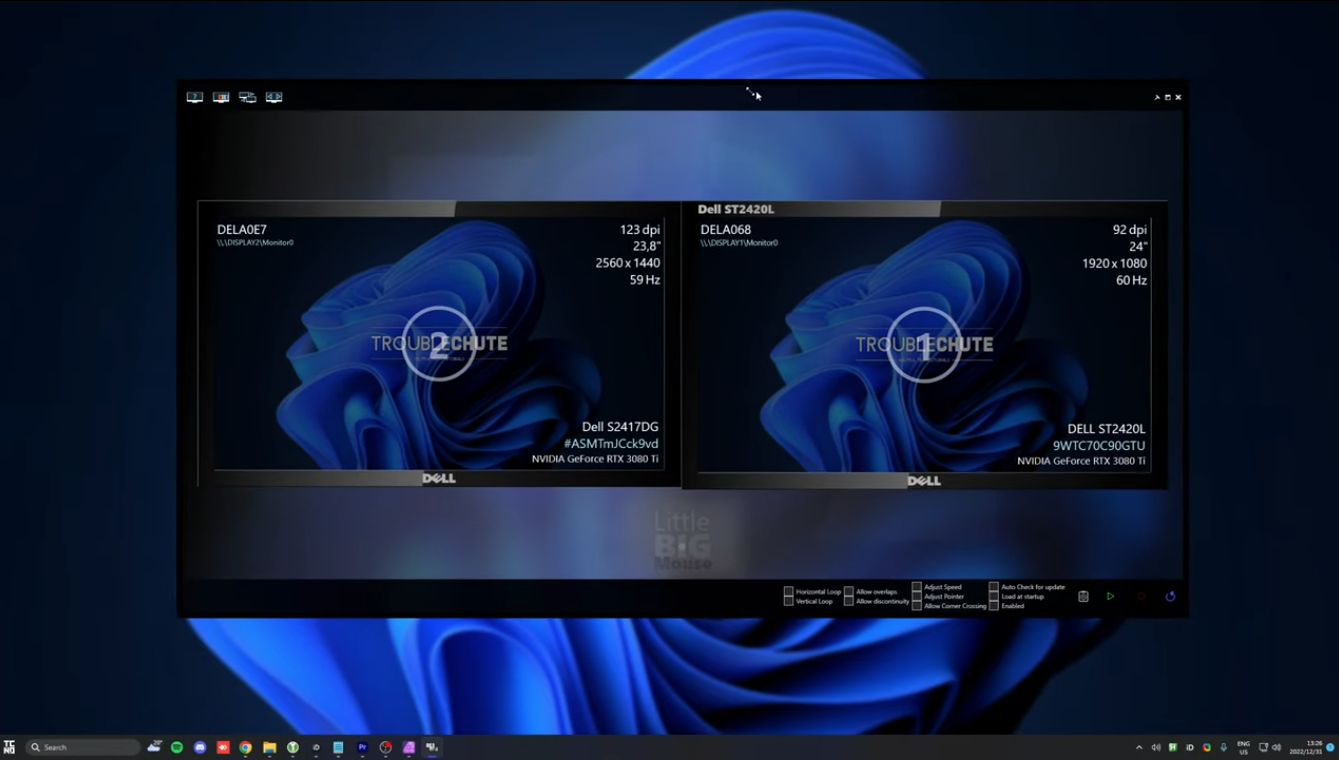 Dell ST2420L
DELA0E7
\\.\DISPLAY2\Monitor0
123 dpi
23,8"
2560 x 1440
59 Hz
TROUBLECHUTE
2
Dell S2417DG
#ASMTmJCck9vd
NVIDIA GeForce RTX 3080 Ti
DELL
DELA068
\\.\DISPLAY1\Monitor0
92 dpi
24"
1920 x 1080
60 Hz
TROUBLECHUTE
1
DELL ST2420L
9WTC70C90GTU
NVIDIA GeForce RTX 3080 Ti
DELL
Little
BIG
Mouse
Horizontal Loop
Vertical Loop
Allow overlaps
Allow discontinuity
Adjust Speed
Adjust Pointer
Allow Corner Crossing
Auto Check for update
Load at startup
Enabled
TC
NO
Search
Pr
iD
ENG
US
13:26
2022/12/31